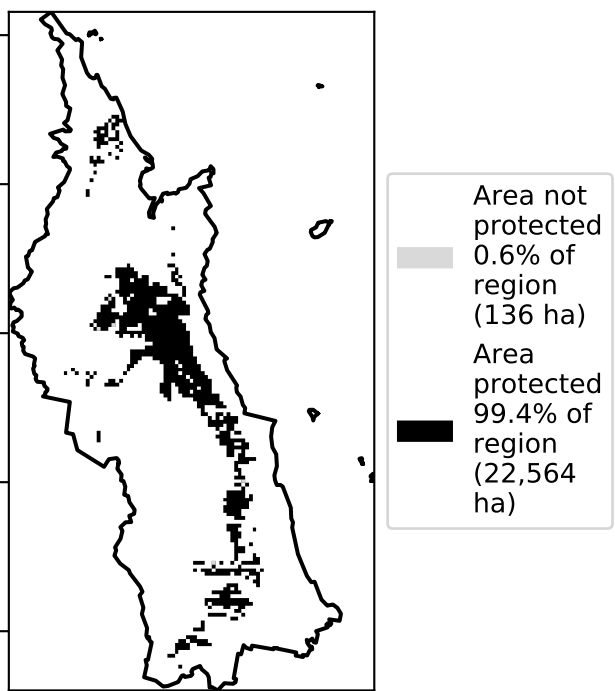 Area not
protected
0.6% of
region
(136 ha)
Area
protected
99.4% of
region
(22,564
ha)